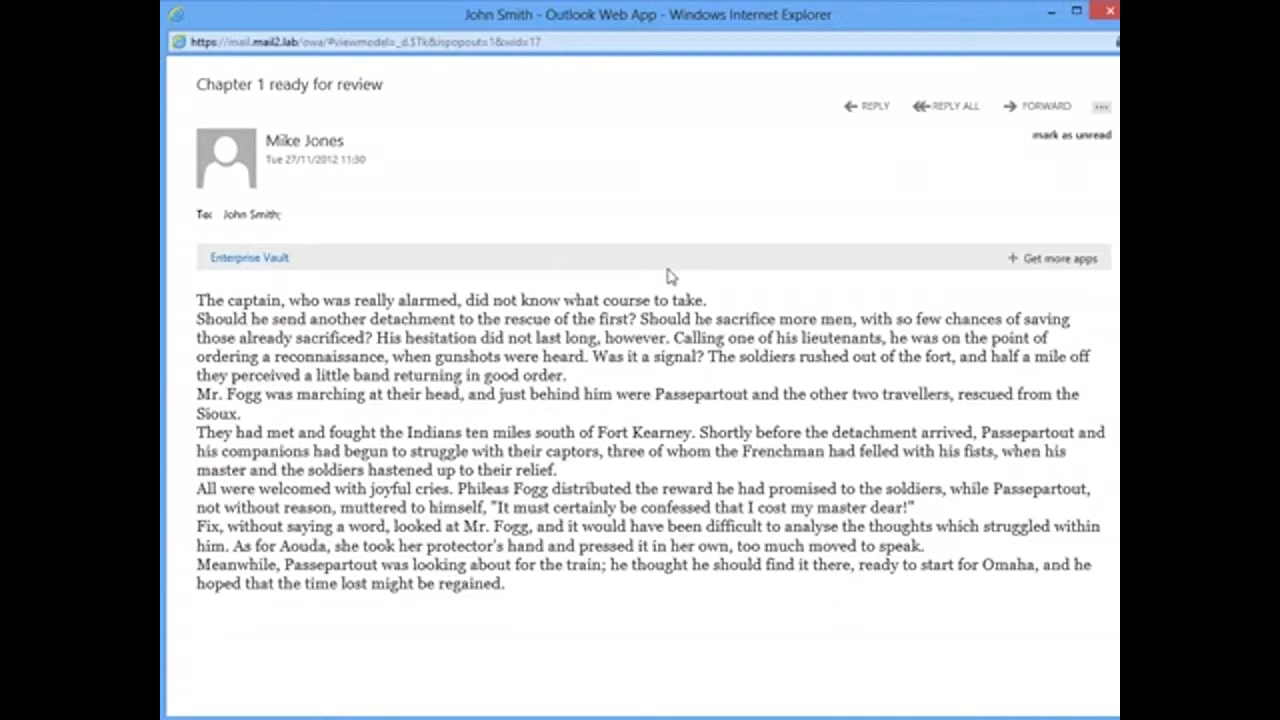 John Smith - Outlook Web App - Windows Internet Explorer
https://mail.mail2.lab/owa/#viewmodel=_d.$Tk&ispopout=1&wid=17
Chapter 1 ready for review
REPLY REPLY ALL FORWARD ...
mark as unread
Mike Jones
Tue 27/11/2012 11:30
To: John Smith;
Enterprise Vault + Get more apps
The captain, who was really alarmed, did not know what course to take.
Should he send another detachment to the rescue of the first? Should he sacrifice more men, with so few chances of saving
those already sacrificed? His hesitation did not last long, however. Calling one of his lieutenants, he was on the point of
ordering a reconnaissance, when gunshots were heard. Was it a signal? The soldiers rushed out of the fort, and half a mile off
they perceived a little band returning in good order.
Mr. Fogg was marching at their head, and just behind him were Passepartout and the other two travellers, rescued from the
Sioux.
They had met and fought the Indians ten miles south of Fort Kearney. Shortly before the detachment arrived, Passepartout and
his companions had begun to struggle with their captors, three of whom the Frenchman had felled with his fists, when his
master and the soldiers hastened up to their relief.
All were welcomed with joyful cries. Phileas Fogg distributed the reward he had promised to the soldiers, while Passepartout,
not without reason, muttered to himself, "It must certainly be confessed that I cost my master dear!"
Fix, without saying a word, looked at Mr. Fogg, and it would have been difficult to analyse the thoughts which struggled within
him. As for Aouda, she took her protector's hand and pressed it in her own, too much moved to speak.
Meanwhile, Passepartout was looking about for the train; he thought he should find it there, ready to start for Omaha, and he
hoped that the time lost might be regained.